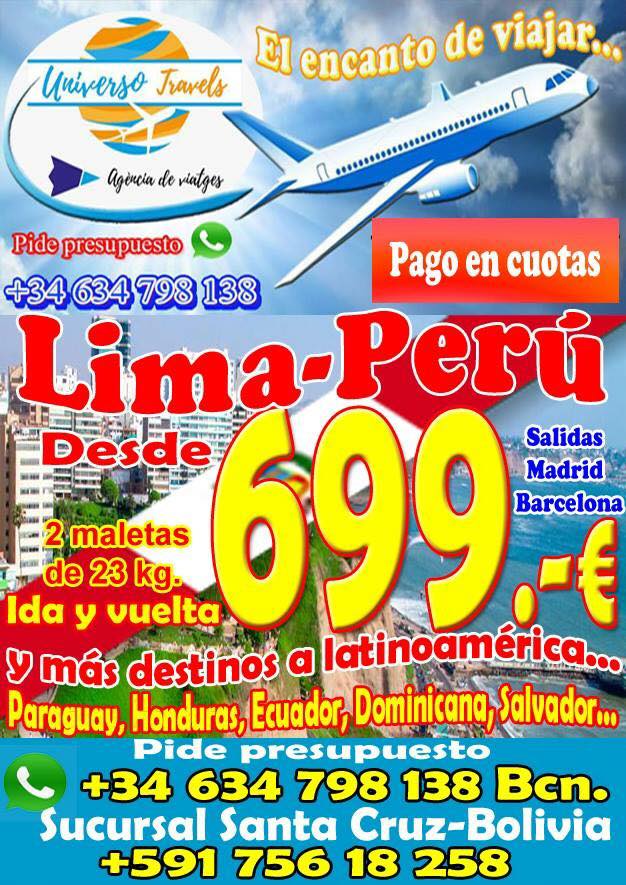 El encanto de viajar...
Universo Travels
Agència de viatges
Pide presupuesto
+34 634 798 138
Pago en cuotas
Lima-Perú
Desde 699.-€
Salidas
Madrid
Barcelona
2 maletas
de 23 kg.
Ida y vuelta
y más destinos a latinoamérica...
Paraguay, Honduras, Ecuador, Dominicana, Salvador...
Pide presupuesto
+34 634 798 138 Bcn.
Sucursal Santa Cruz-Bolivia
+591 756 18 258